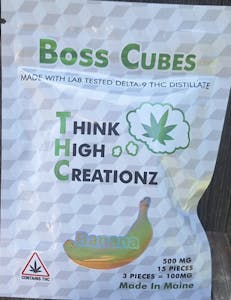 BOSS CUBES
MADE WITH LAB TESTED DELTA-9 THC DISTILLATE
THINK
HIGH
CREATIONZ
Banana
500 MG
15 PIECES
3 PIECES = 100MG
Made In Maine
CONTAINS THC